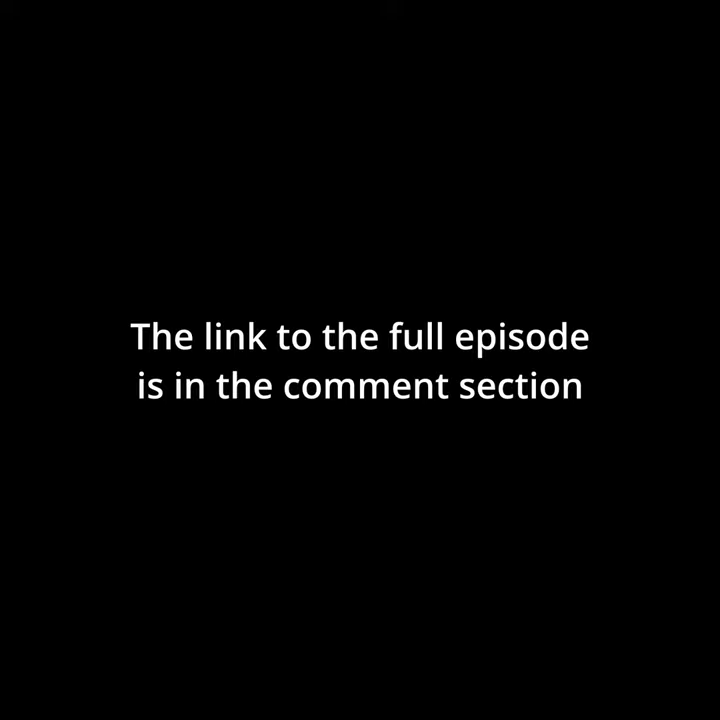 The link to the full episode
is in the comment section